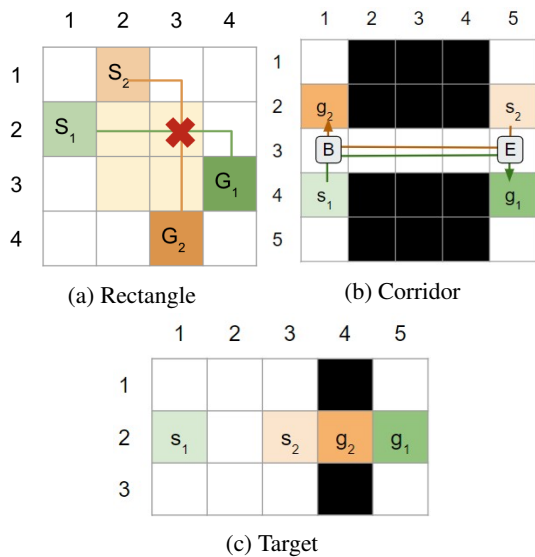 1 2 3 4
1 S₂
2 S₁
3 G₁
4 G₂
(a) Rectangle
1 2 3 4 5
1
2 g₂ s₂
3 B E
4 s₁ g₁
5
(b) Corridor
1 2 3 4 5
1
2 s₁ s₂ g₂ g₁
3
(c) Target